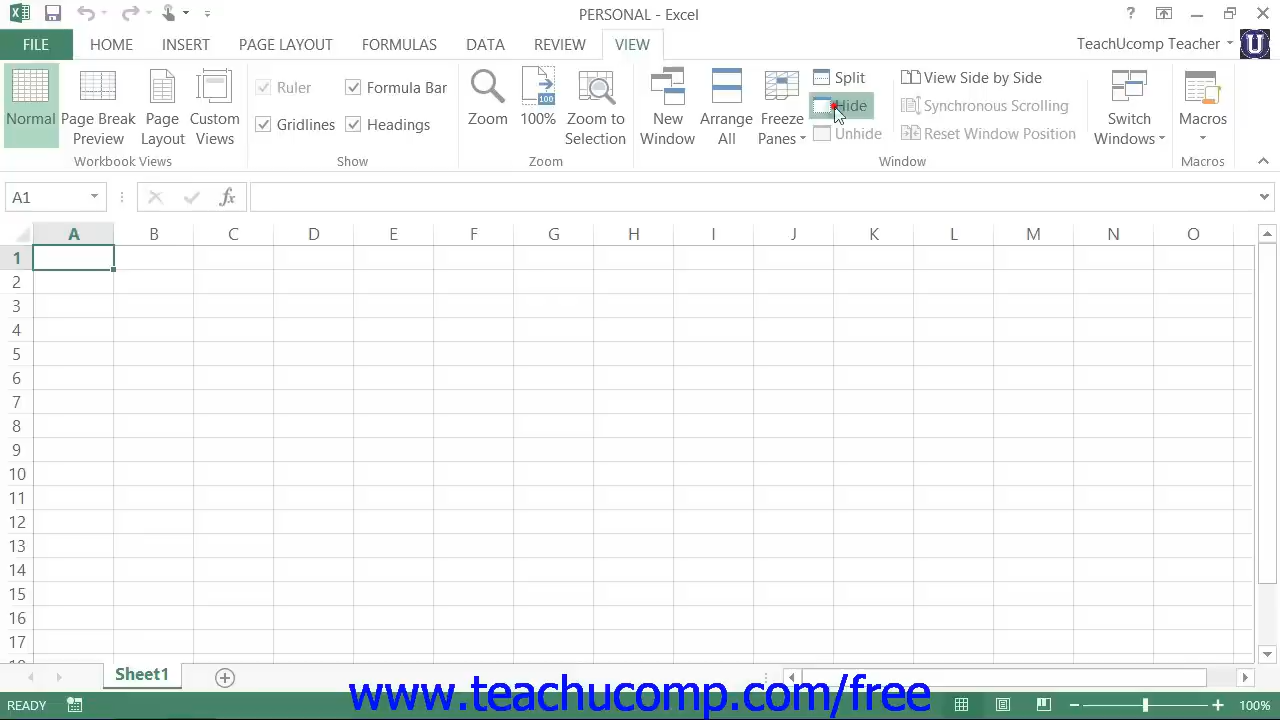 PERSONAL - Excel
?
FILE HOME INSERT PAGE LAYOUT FORMULAS DATA REVIEW VIEW TeachUcomp Teacher U
Normal
Page Break Preview
Page Layout
Custom Views
Workbook Views
Ruler
Formula Bar
Gridlines
Headings
Show
Zoom
100
100%
Zoom to Selection
Zoom
New Window
Arrange All
Freeze Panes
Split
Hide
Unhide
View Side by Side
Synchronous Scrolling
Reset Window Position
Switch Windows
Window
Macros
Macros
A1
fx
A B C D E F G H I J K L M N O
1
2
3
4
5
6
7
8
9
10
11
12
13
14
15
16
17
Sheet1
www.teachucomp.com/free
READY
100%